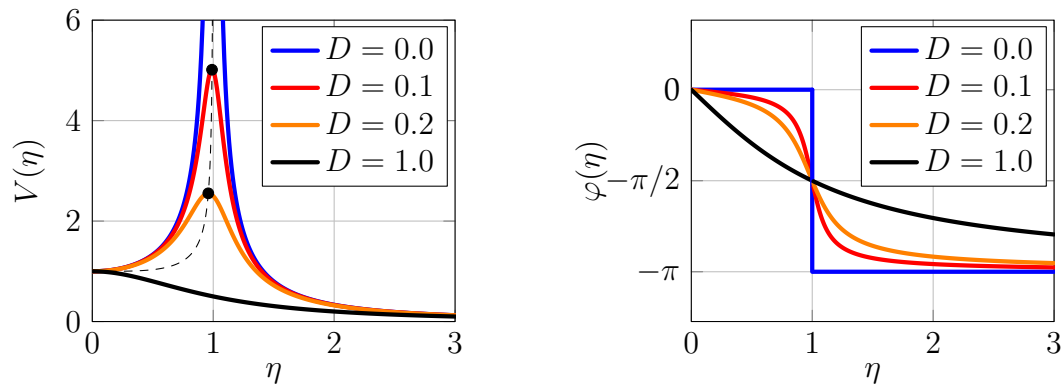 V(η)
6
4
2
0
0
1
2
3
η
D = 0.0
D = 0.1
D = 0.2
D = 1.0
φ(η)
0
−π/2
−π
0
1
2
3
η
D = 0.0
D = 0.1
D = 0.2
D = 1.0